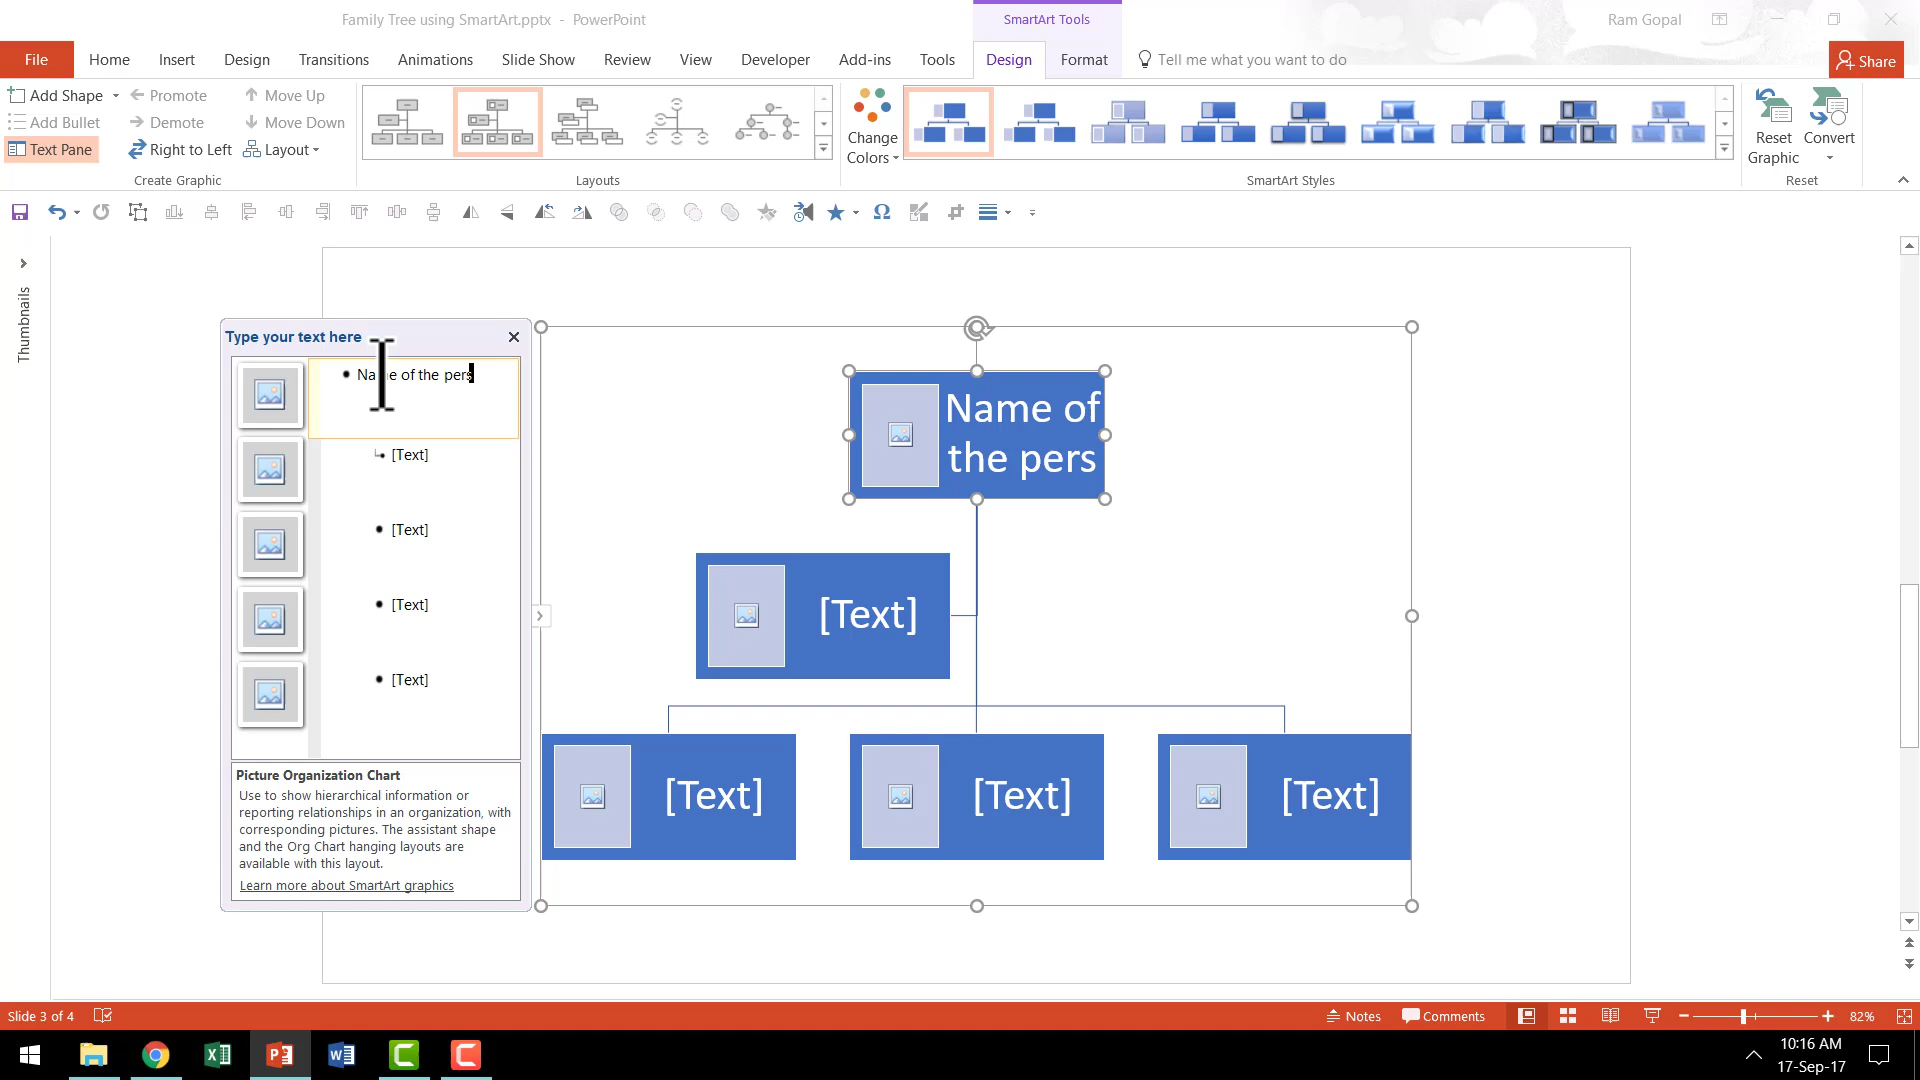 Family Tree using SmartArt.pptx - PowerPoint
SmartArt Tools
Ram Gopal
File Home Insert Design Transitions Animations Slide Show Review View Developer Add-ins Tools Design Format Tell me what you want to do Share
Add Shape Promote Move Up
Add Bullet Demote Move Down
Text Pane Right to Left Layout
Create Graphic
Layouts
Change
Colors
SmartArt Styles
Reset
Graphic
Convert
Reset
Thumbnails
Type your text here
Name of the pers
[Text]
[Text]
[Text]
[Text]
Picture Organization Chart
Use to show hierarchical information or
reporting relationships in an organization, with
corresponding pictures. The assistant shape
and the Org Chart hanging layouts are
available with this layout.
Learn more about SmartArt graphics
Name of
the pers
[Text]
[Text] [Text] [Text]
Slide 3 of 4 Notes Comments 82%
10:16 AM
17-Sep-17